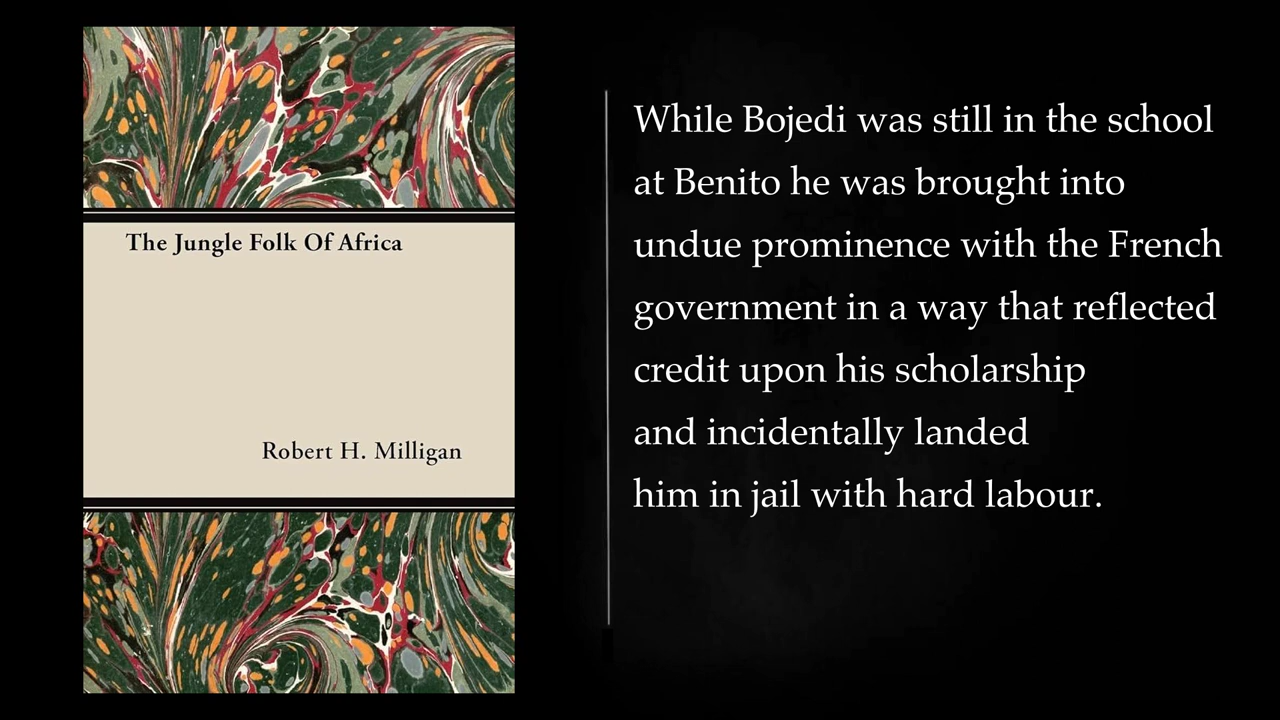 The Jungle Folk Of Africa
Robert H. Milligan
While Bojedi was still in the school
at Benito he was brought into
undue prominence with the French
government in a way that reflected
credit upon his scholarship
and incidentally landed
him in jail with hard labour.